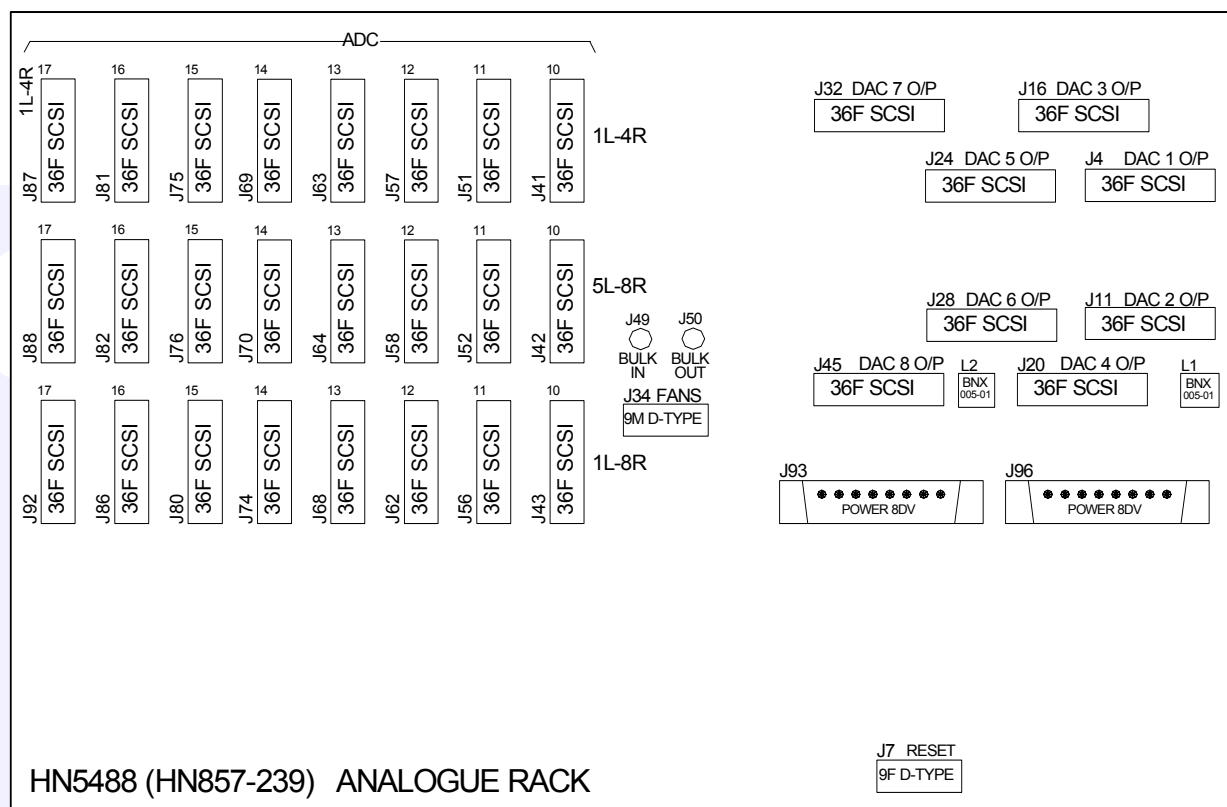 ADC
17 16 15 14 13 12 11 10
1L-4R
J87 36F SCSI J81 36F SCSI J75 36F SCSI J69 36F SCSI J63 36F SCSI J57 36F SCSI J51 36F SCSI J41 36F SCSI
1L-4R
17 16 15 14 13 12 11 10
J88 36F SCSI J82 36F SCSI J76 36F SCSI J70 36F SCSI J64 36F SCSI J58 36F SCSI J52 36F SCSI J42 36F SCSI
5L-8R
17 16 15 14 13 12 11 10
J92 36F SCSI J86 36F SCSI J80 36F SCSI J74 36F SCSI J68 36F SCSI J62 36F SCSI J56 36F SCSI J43 36F SCSI
1L-8R
J49 J50
BULK IN BULK OUT
J34 FANS
9M D-TYPE
J32 DAC 7 O/P
36F SCSI
J16 DAC 3 O/P
36F SCSI
J24 DAC 5 O/P
36F SCSI
J4 DAC 1 O/P
36F SCSI
J28 DAC 6 O/P
36F SCSI
J11 DAC 2 O/P
36F SCSI
J45 DAC 8 O/P
36F SCSI
L2
BNX
005-01
J20 DAC 4 O/P
36F SCSI
L1
BNX
005-01
J93
POWER 8DV
J96
POWER 8DV
J7 RESET
9F D-TYPE
HN5488 (HN857-239) ANALOGUE RACK